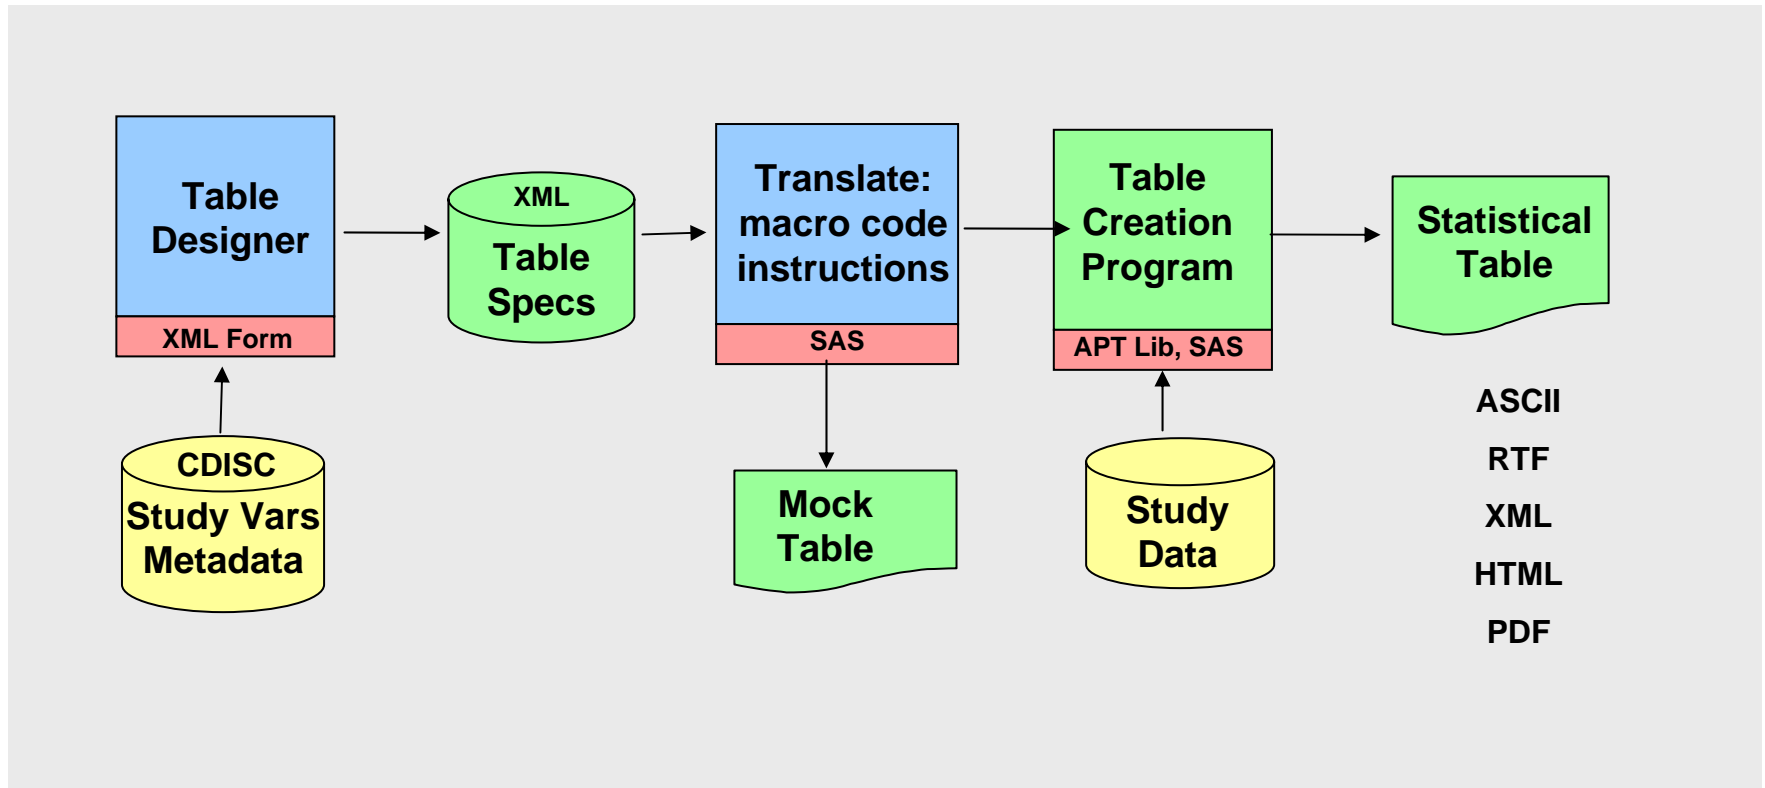 Table
Designer
XML Form
CDISC
Study Vars
Metadata
XML
Table
Specs
Translate:
macro code
instructions
SAS
Mock
Table
Table
Creation
Program
APT Lib, SAS
Study
Data
Statistical
Table
ASCII
RTF
XML
HTML
PDF